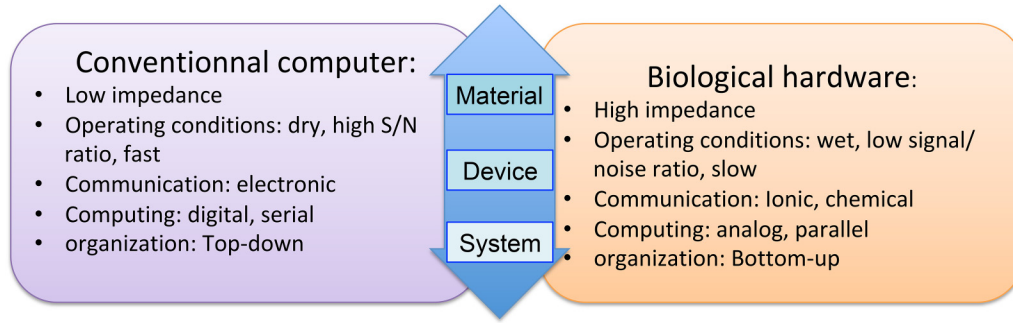 Conventionnal computer:
• Low impedance
• Operating conditions: dry, high S/N
ratio, fast
• Communication: electronic
• Computing: digital, serial
• organization: Top-down
Material
Device
System
Biological hardware:
• High impedance
• Operating conditions: wet, low signal/
noise ratio, slow
• Communication: Ionic, chemical
• Computing: analog, parallel
• organization: Bottom-up